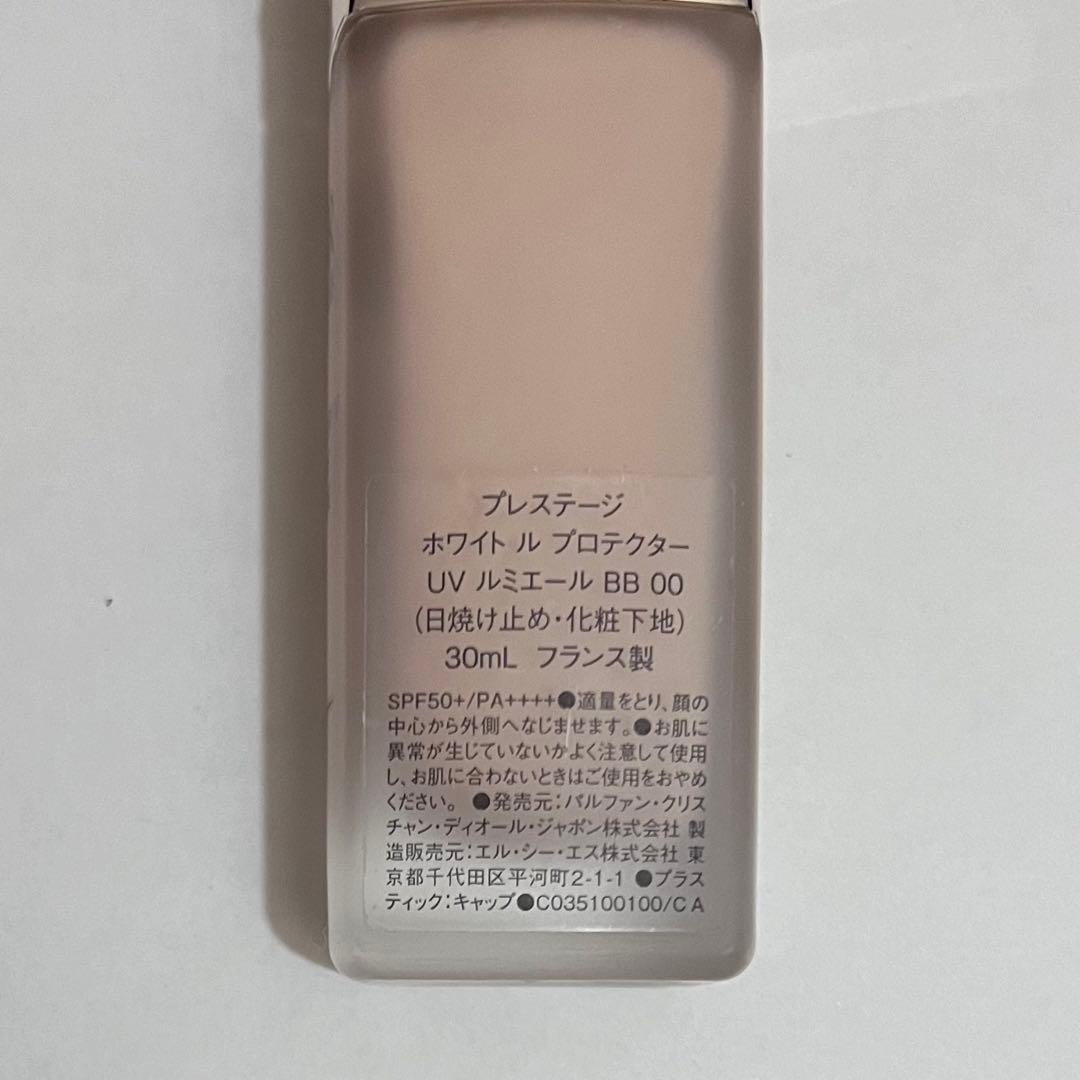 プレステージ
ホワイト ル プロテクター
UV ルミエール BB 00
(日焼け止め・化粧下地)
30mL フランス製
SPF50+/PA++++●適量をとり、顔の
中心から外側へなじませます。●お肌に
異常が生じていないかよく注意して使用
し、お肌に合わないときはご使用をおやめ
ください。 ●発売元:パルファン・クリス
チャン・ディオール・ジャポン株式会社 製
造販売元:エル・シー・エス株式会社 東
京都千代田区平河町2-1-1 ●プラス
ティック:キャップ●C035100100/CA